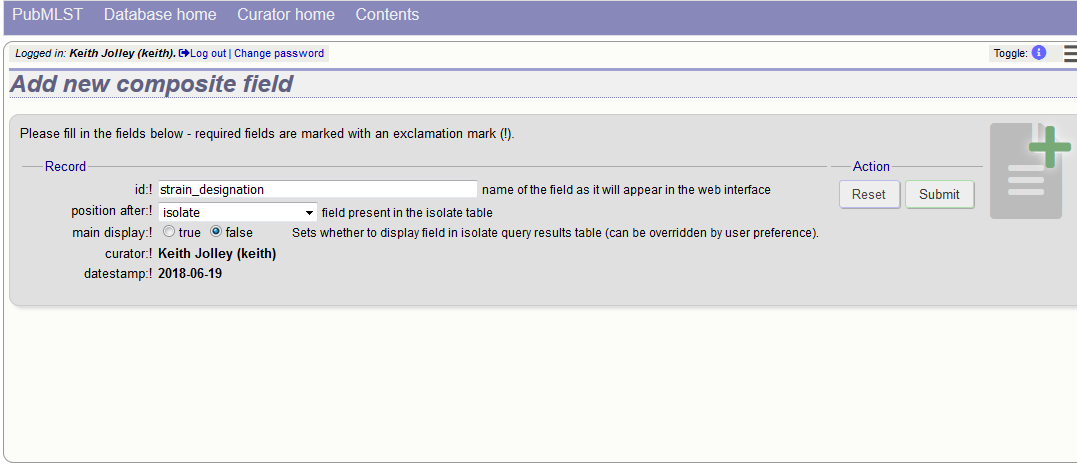 PubMLST Database home Curator home Contents
Logged in: Keith Jolley (keith). Log out | Change password Toggle: i
Add new composite field
Please fill in the fields below - required fields are marked with an exclamation mark (!).
Record Action
id:! strain_designation name of the field as it will appear in the web interface Reset Submit
position after:! isolate field present in the isolate table
main display:! true false Sets whether to display field in isolate query results table (can be overridden by user preference).
curator:! Keith Jolley (keith)
datestamp:! 2018-06-19